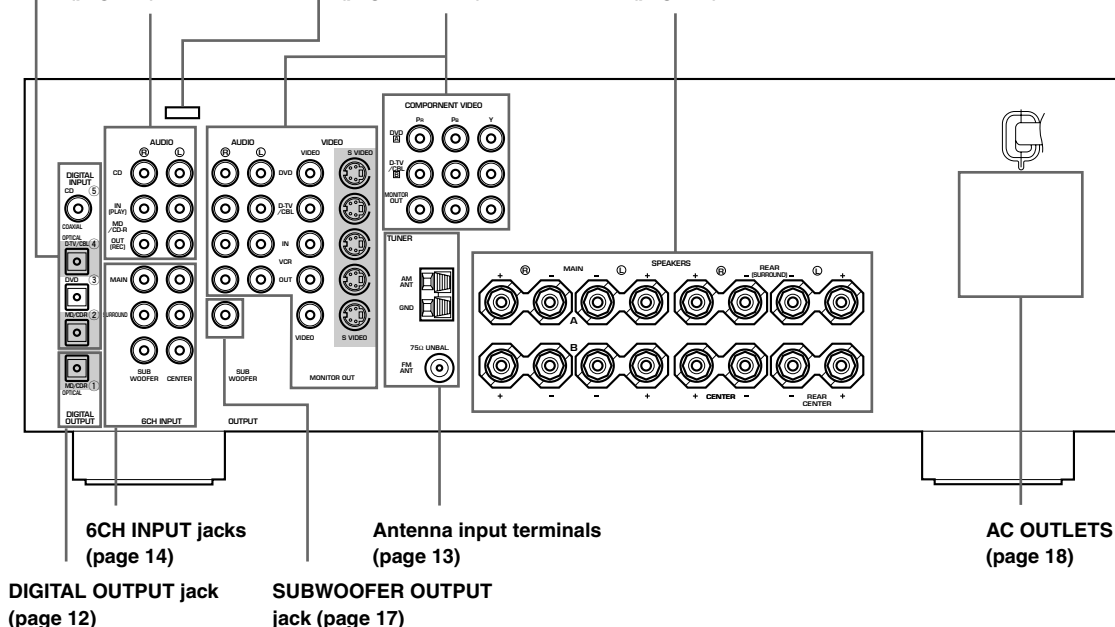 COMPORNENT VIDEO
PR PB Y
DVD A
D-TV /CBL B
MONITOR OUT
AUDIO
R L
CD
IN (PLAY)
MD /CD-R
OUT (REC)
AUDIO VIDEO
R L VIDEO S VIDEO
DVD
D-TV /CBL
IN
VCR
OUT
VIDEO S VIDEO
MONITOR OUT
DIGITAL INPUT
CD 5
COAXIAL
OPTICAL
D-TV/CBL 4
DVD 3
MD/CDR 2
MD/CDR 1
OPTICAL
DIGITAL OUTPUT
MAIN
SURROUND
SUB WOOFER CENTER
6CH INPUT
SUB WOOFER
OUTPUT
TUNER
AM ANT
GND
75Ω UNBAL.
FM ANT
SPEAKERS
+ R – MAIN – L + + R – REAR (SURROUND) – L +
A
B
+ – – + + CENTER – – REAR CENTER +
6CH INPUT jacks
(page 14)
Antenna input terminals
(page 13)
AC OUTLETS
(page 18)
DIGITAL OUTPUT jack
(page 12)
SUBWOOFER OUTPUT
jack (page 17)